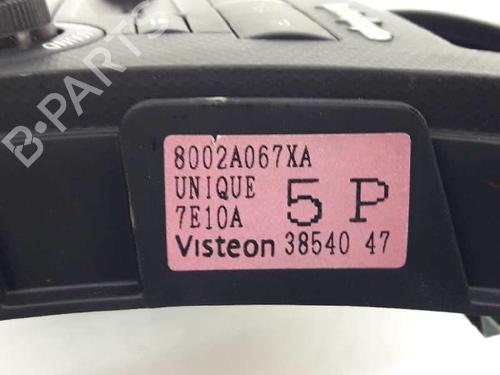 B-PARTS
8002A067XA
UNIQUE
7E10A
5 P
Visteon 38540 47